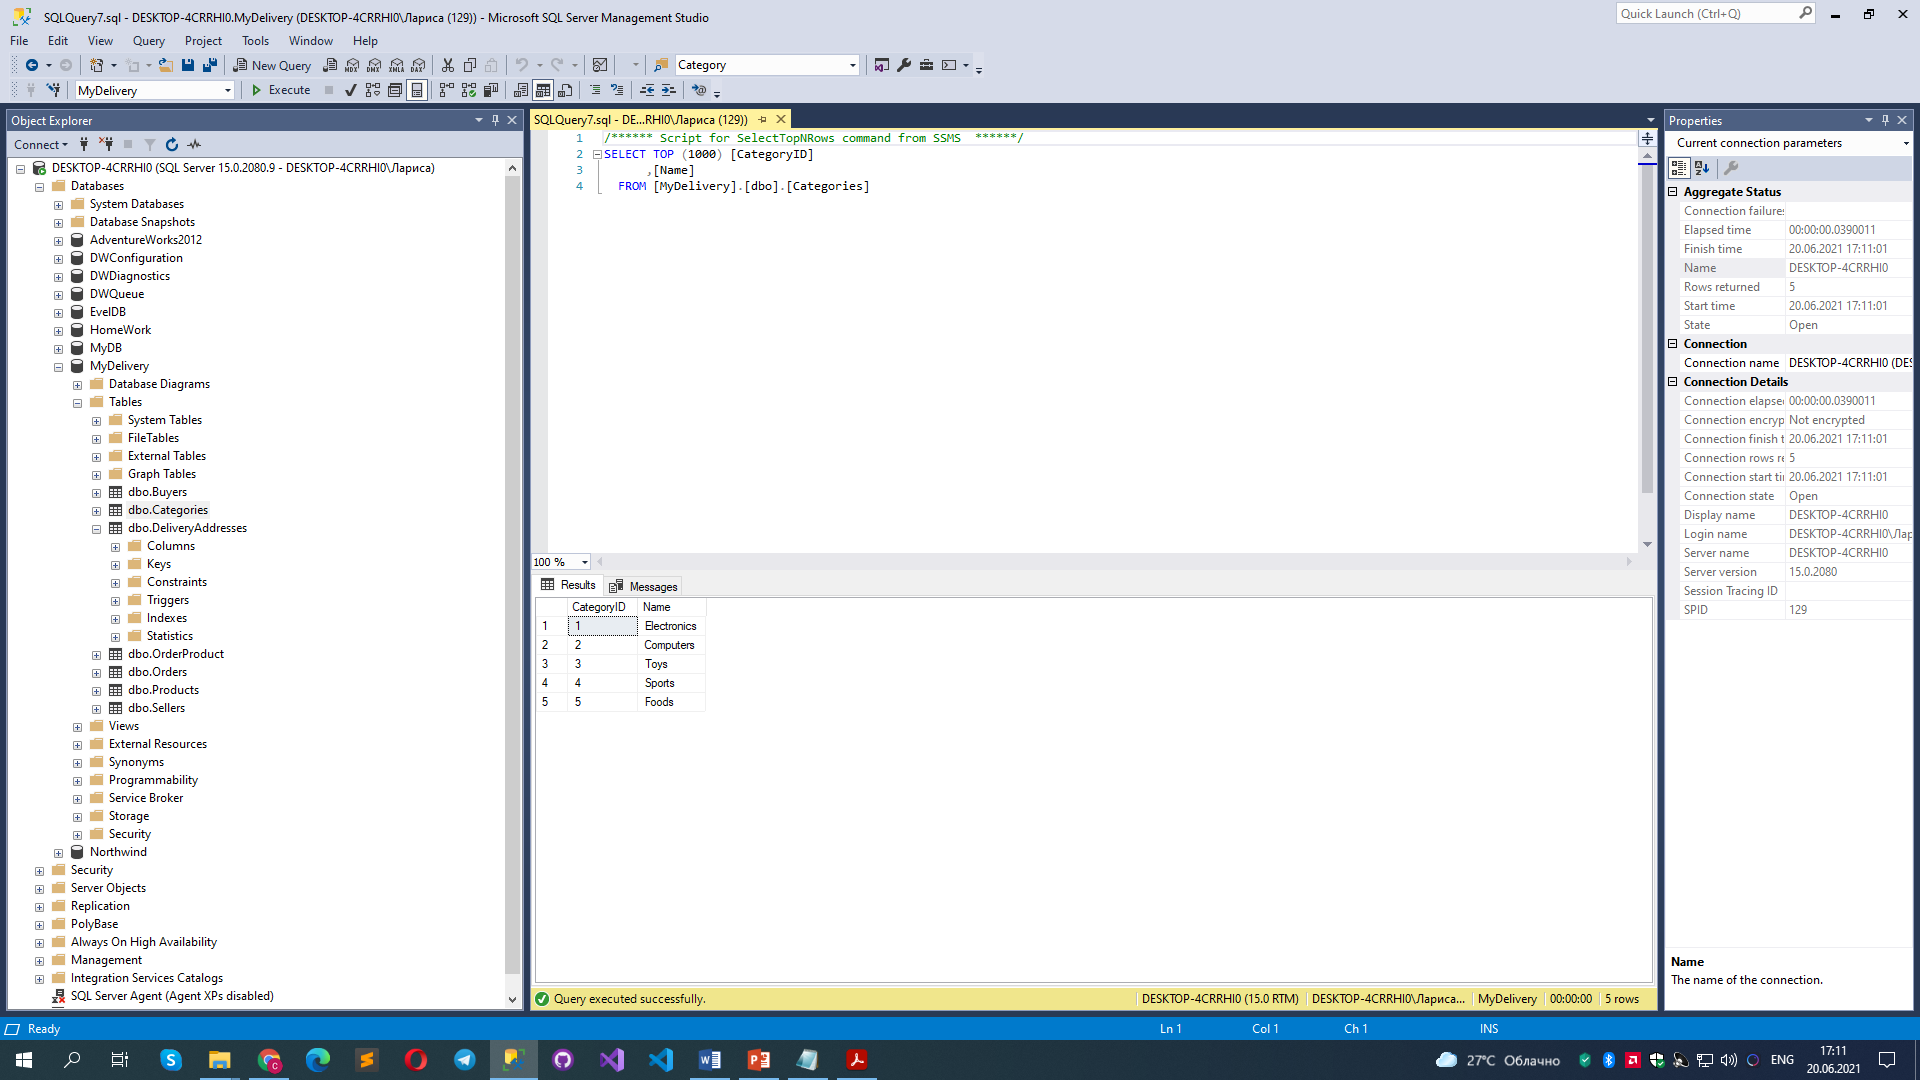 SQLQuery7.sql - DESKTOP-4CRRHI0.MyDelivery (DESKTOP-4CRRHI0\Лариса (129)) - Microsoft SQL Server Management Studio
Quick Launch (Ctrl+Q)
File Edit View Query Project Tools Window Help
New Query
MDX DMX XMLA DAX
Category
MyDelivery
Execute
Object Explorer
Connect
DESKTOP-4CRRHI0 (SQL Server 15.0.2080.9 - DESKTOP-4CRRHI0\Лариса)
Databases
System Databases
Database Snapshots
AdventureWorks2012
DWConfiguration
DWDiagnostics
DWQueue
EvelDB
HomeWork
MyDB
MyDelivery
Database Diagrams
Tables
System Tables
FileTables
External Tables
Graph Tables
dbo.Buyers
dbo.Categories
dbo.DeliveryAddresses
Columns
Keys
Constraints
Triggers
Indexes
Statistics
dbo.OrderProduct
dbo.Orders
dbo.Products
dbo.Sellers
Views
External Resources
Synonyms
Programmability
Service Broker
Storage
Security
Northwind
Security
Server Objects
Replication
PolyBase
Always On High Availability
Management
Integration Services Catalogs
SQL Server Agent (Agent XPs disabled)
SQLQuery7.sql - DE...RHI0\Лариса (129))
1 /****** Script for SelectTopNRows command from SSMS ******/
2 SELECT TOP (1000) [CategoryID]
3 ,[Name]
4 FROM [MyDelivery].[dbo].[Categories]
100 %
Results Messages
CategoryID Name
1 1 Electronics
2 2 Computers
3 3 Toys
4 4 Sports
5 5 Foods
Query executed successfully.
DESKTOP-4CRRHI0 (15.0 RTM) DESKTOP-4CRRHI0\Лариса... MyDelivery 00:00:00 5 rows
Properties
Current connection parameters
Aggregate Status
Connection failures
Elapsed time 00:00:00.0390011
Finish time 20.06.2021 17:11:01
Name DESKTOP-4CRRHI0
Rows returned 5
Start time 20.06.2021 17:11:01
State Open
Connection
Connection name DESKTOP-4CRRHI0 (DES
Connection Details
Connection elapse 00:00:00.0390011
Connection encryp Not encrypted
Connection finish t 20.06.2021 17:11:01
Connection rows re 5
Connection start ti 20.06.2021 17:11:01
Connection state Open
Display name DESKTOP-4CRRHI0
Login name DESKTOP-4CRRHI0\Лар
Server name DESKTOP-4CRRHI0
Server version 15.0.2080
Session Tracing ID
SPID 129
Name
The name of the connection.
Ready
Ln 1 Col 1 Ch 1 INS
27°C Облачно
ENG
17:11
20.06.2021